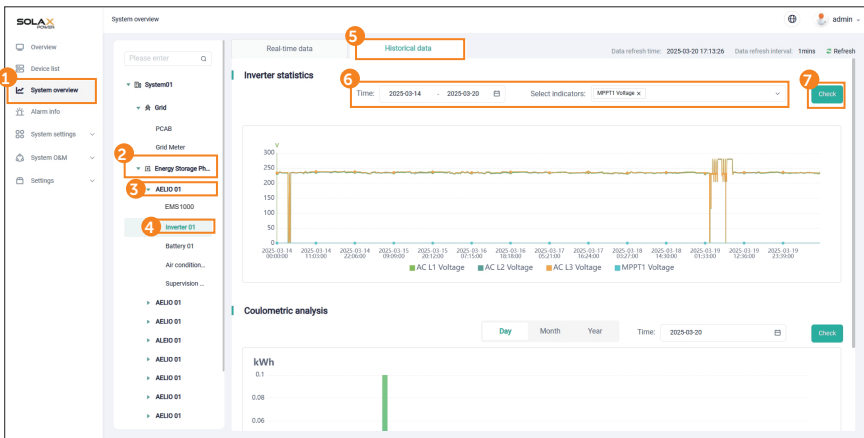 SOLAX
POWER
System overview
admin
Overview
Device list
1
System overview
Alarm info
System settings
System O&M
Settings
Please enter
System01
Grid
PCAB
Grid Meter
2
Energy Storage Ph...
3
AELIO 01
EMS1000
4
Inverter 01
Battery 01
Air condition...
Supervision ...
AELIO 01
AELIO 01
AELIO 01
AELIO 01
AELIO 01
AELIO 01
AELIO 01
Real-time data
5
Historical data
Data refresh time: 2025-03-20 17:13:26 Data refresh interval: 1mins Refresh
Inverter statistics
6
Time: 2025-03-14 - 2025-03-20 Select indicators: MPPT1 Voltage ×
7
Check
V
300
250
200
150
100
50
0
2025-03-14 00:00:00
2025-03-14 11:03:00
2025-03-14 22:06:00
2025-03-15 09:09:00
2025-03-15 20:12:00
2025-03-16 07:15:00
2025-03-16 18:18:00
2025-03-17 05:21:00
2025-03-17 16:24:00
2025-03-18 03:27:00
2025-03-18 14:30:00
2025-03-19 01:33:00
2025-03-19 12:36:00
2025-03-19 23:39:00
AC L1 Voltage AC L2 Voltage AC L3 Voltage MPPT1 Voltage
Coulometric analysis
Day Month Year Time: 2025-03-20 Check
kWh
0.1
0.08
0.06